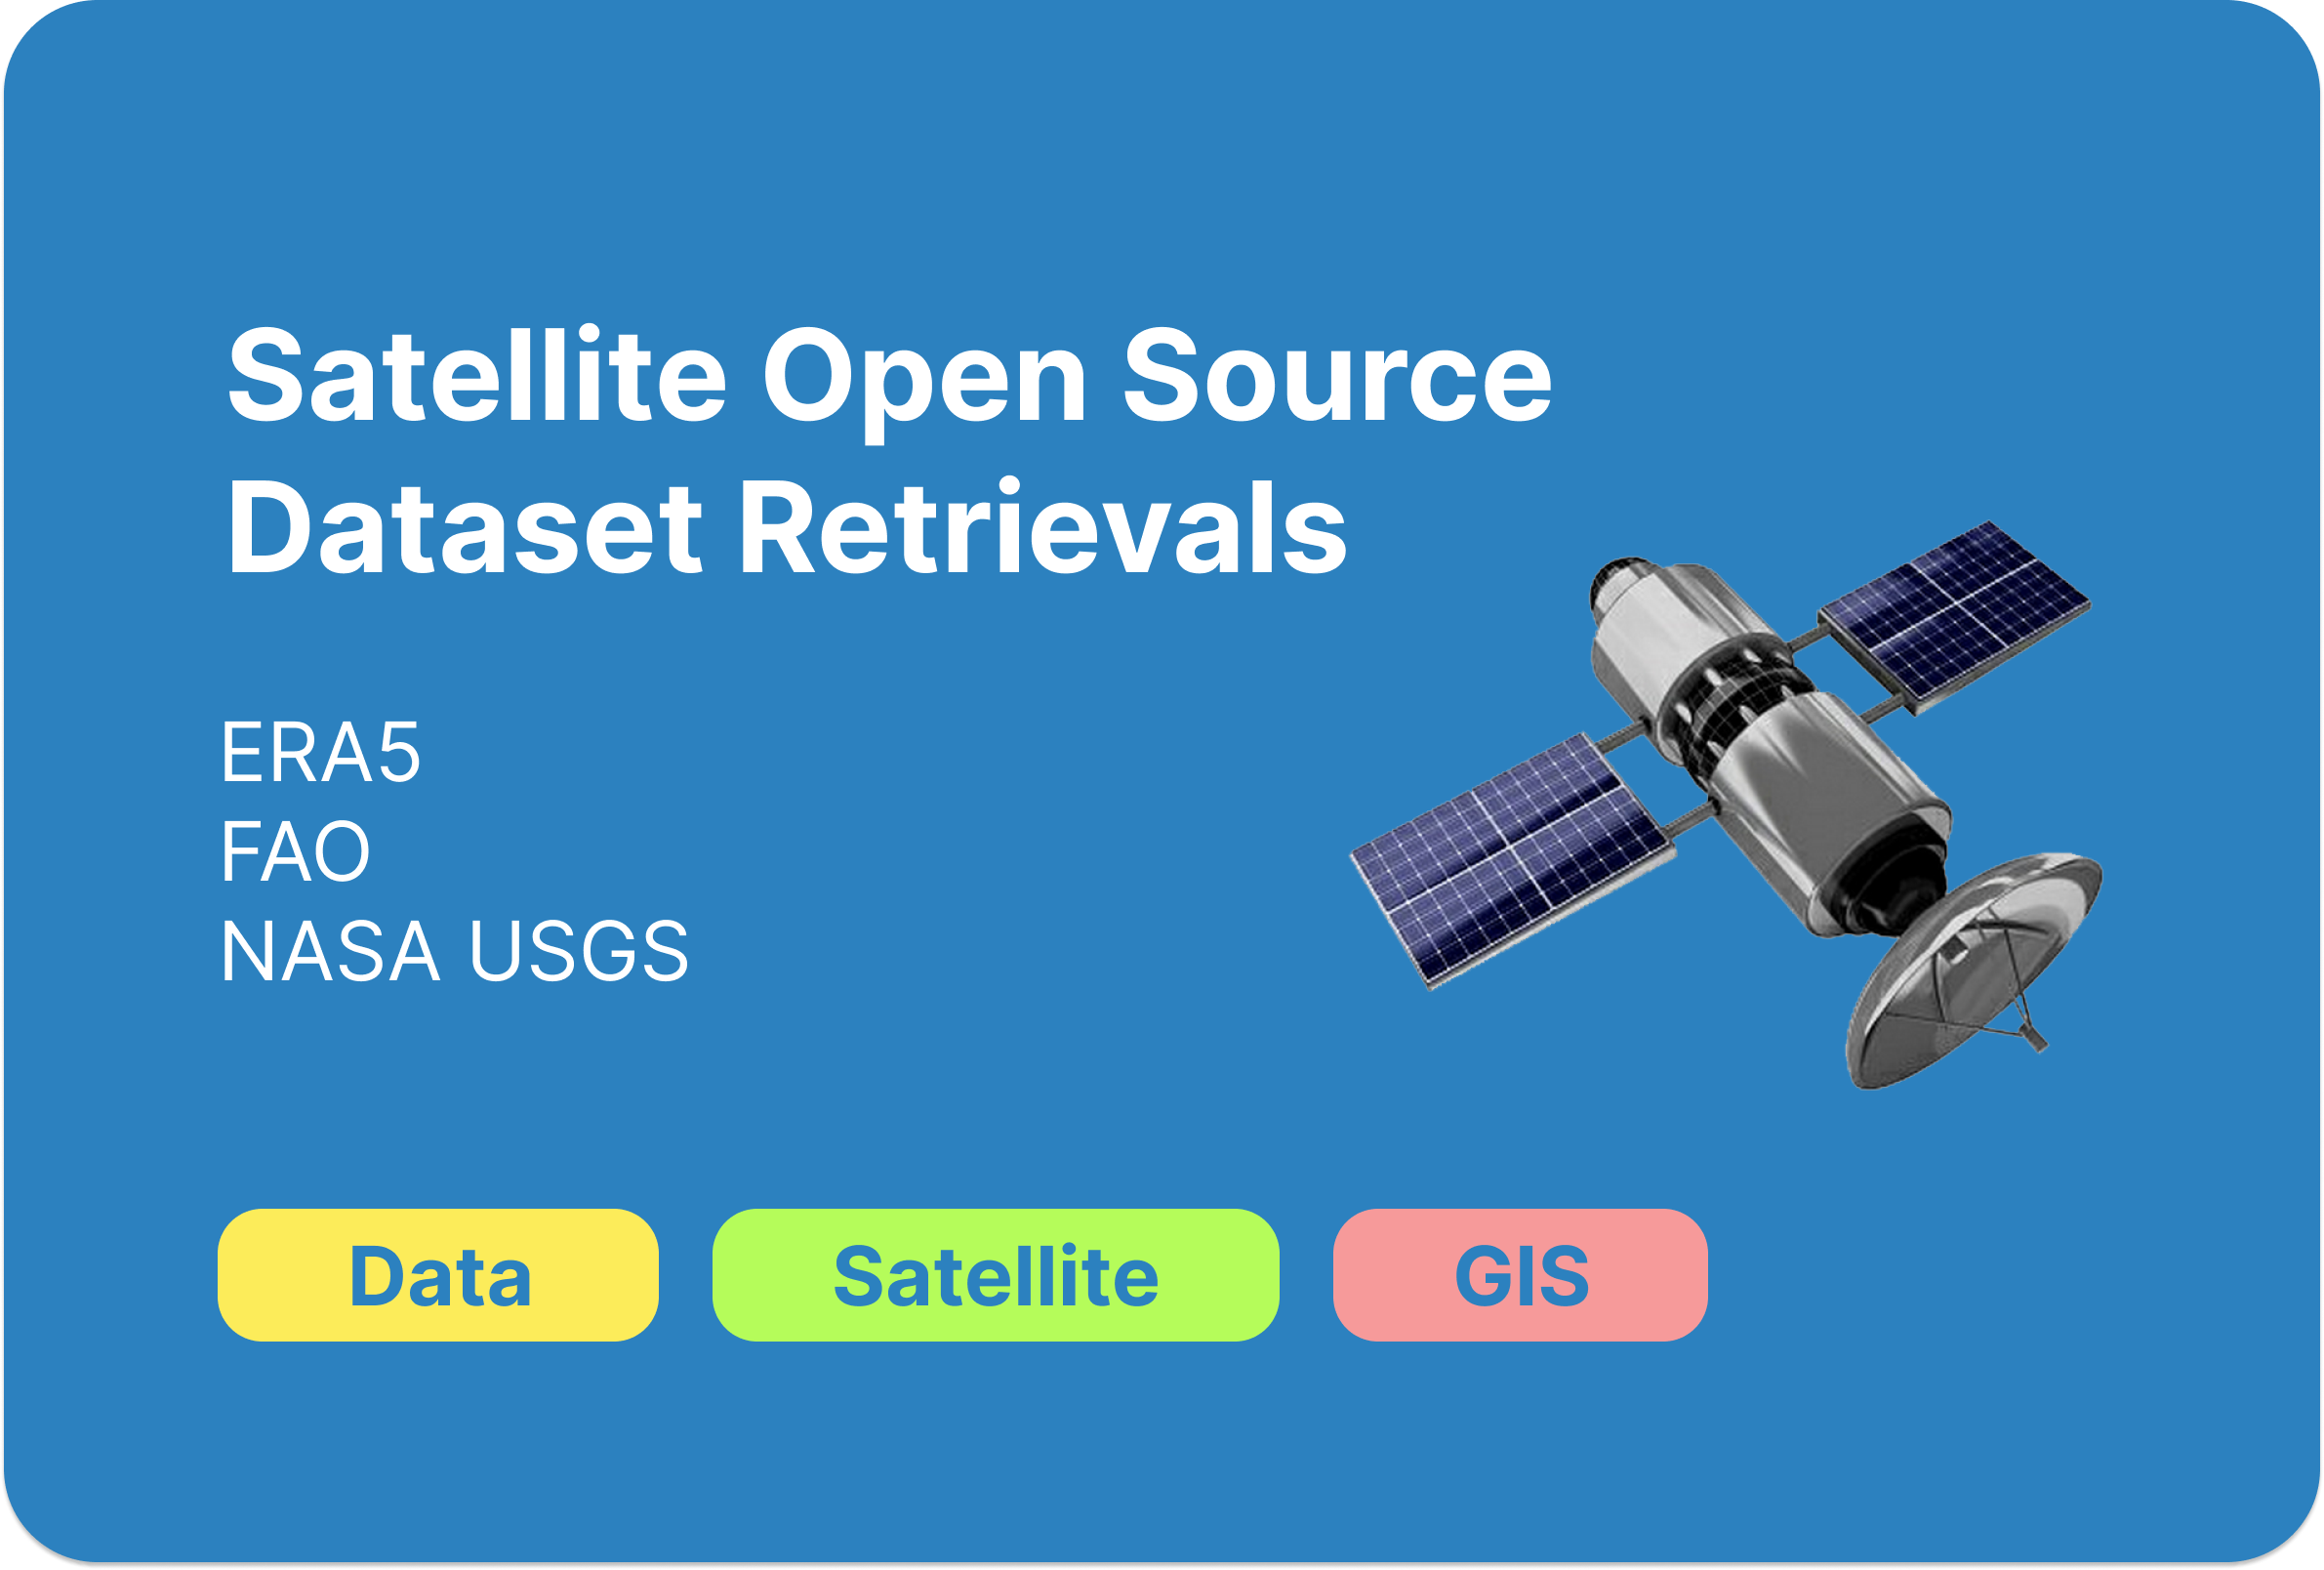 Satellite Open Source
Dataset Retrievals
ERA5
FAO
NASA USGS
Data
Satellite
GIS